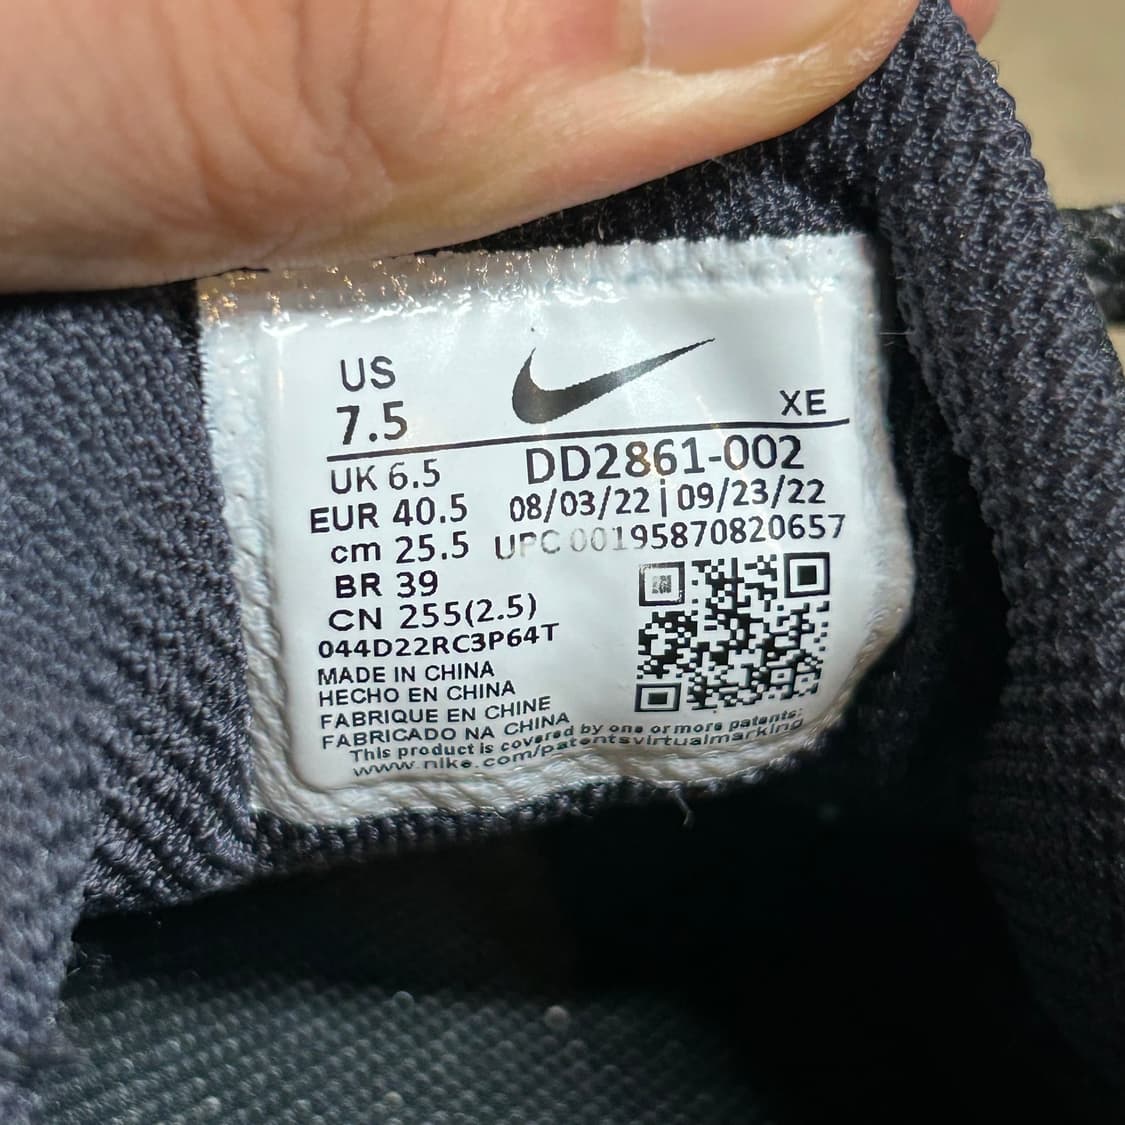 US
7.5
XE
UK 6.5
DD2861-002
EUR 40.5
08/03/22 | 09/23/22
cm 25.5
UPC 00195870820657
BR 39
CN 255(2.5)
044D22RC3P64T
MADE IN CHINA
HECHO EN CHINA
FABRIQUE EN CHINE
FABRICADO NA CHINA
This product is covered by one or more patents:
www.nike.com/patentsvirtualmarking